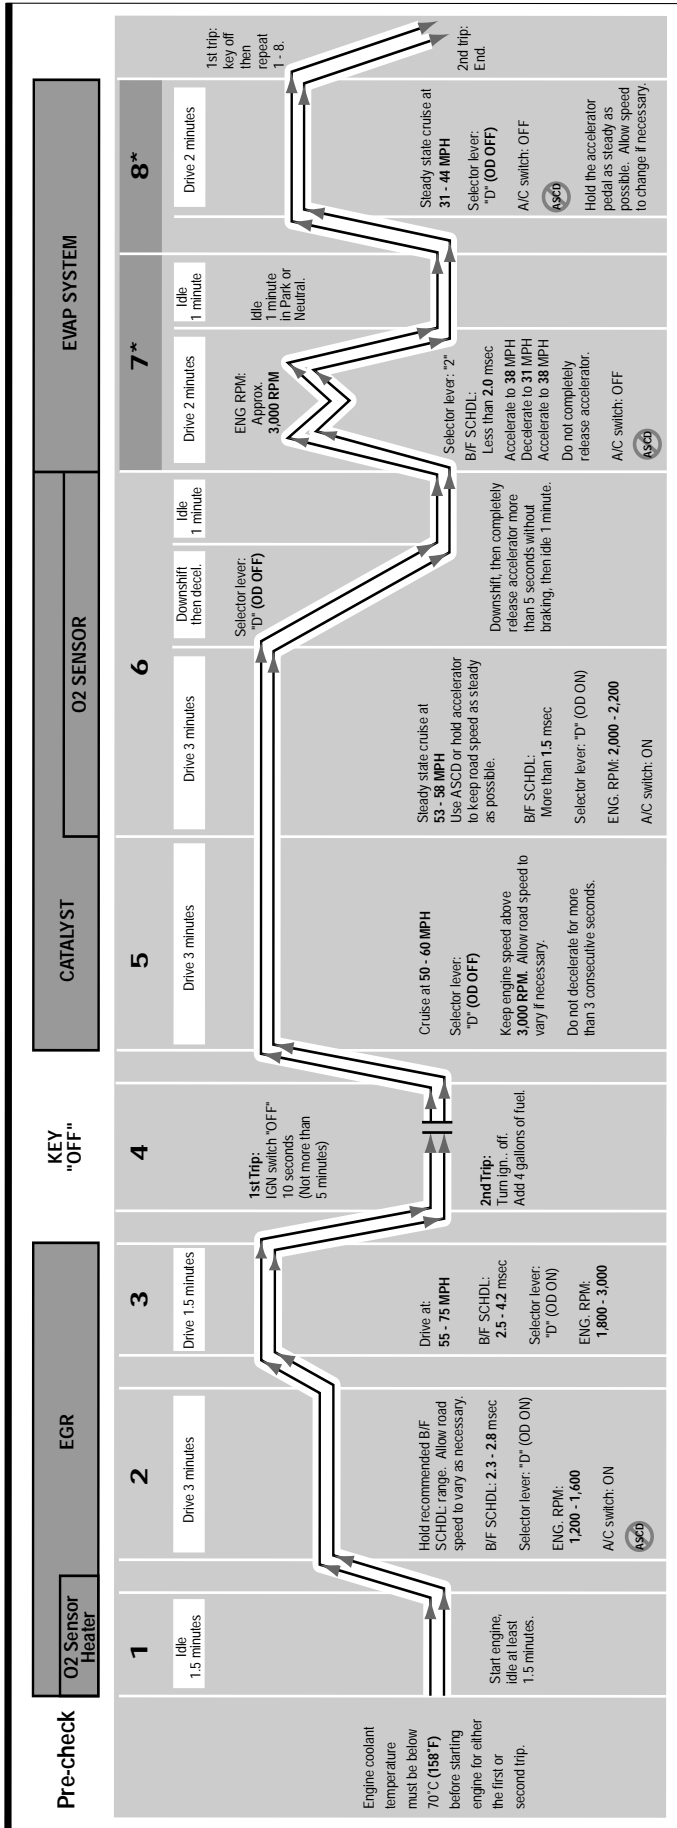 Pre-check
Engine coolant
temperature
must be below
70°C (158°F)
before starting
engine for either
the first or
second trip.
EGR
O2 Sensor
Heater
1
Idle
1.5 minutes
Start engine,
idle at least
1.5 minutes.
2
Drive 3 minutes
Hold recommended B/F
SCHDL: range. Allow road
speed to vary as necessary.
B/F SCHDL: 2.3 - 2.8 msec
Selector lever: "D" (OD ON)
ENG. RPM:
1,200 - 1,600
A/C switch: ON
ASCD
3
Drive 1.5 minutes
Drive at:
55 - 75 MPH
B/F SCHDL:
2.5 - 4.2 msec
Selector lever:
"D" (OD ON)
ENG. RPM:
1,800 - 3,000
KEY
"OFF"
4
1st Trip:
IGN switch "OFF"
10 seconds
(Not more than
5 minutes)
2nd Trip:
Turn ign.. off.
Add 4 gallons of fuel.
CATALYST
5
Drive 3 minutes
Cruise at 50 - 60 MPH
Selector lever:
"D" (OD OFF)
Keep engine speed above
3,000 RPM. Allow road speed to
vary if necessary.
Do not decelerate for more
than 3 consecutive seconds.
O2 SENSOR
6
Drive 3 minutes
Steady state cruise at
53 - 58 MPH
Use ASCD or hold accelerator
to keep road speed as steady
as possible.
B/F SCHDL:
More than 1.5 msec
Selector lever: "D" (OD ON)
ENG. RPM: 2,000 - 2,200
A/C switch: ON
Downshift
then decel.
Selector lever:
"D" (OD OFF)
Downshift, then completely
release accelerator more
than 5 seconds without
braking, then idle 1 minute.
Idle
1 minute
EVAP SYSTEM
7*
Drive 2 minutes
ENG RPM:
Approx.
3,000 RPM
Selector lever: "2"
B/F SCHDL:
Less than 2.0 msec
Accelerate to 38 MPH
Decelerate to 31 MPH
Accelerate to 38 MPH
Do not completely
release accelerator.
A/C switch: OFF
ASCD
Idle
1 minute
Idle
1 minute
in Park or
Neutral.
8*
Drive 2 minutes
Steady state cruise at
31 - 44 MPH
Selector lever:
"D" (OD OFF)
A/C switch: OFF
ASCD
Hold the accelerator
pedal as steady as
possible. Allow speed
to change if necessary.
1st trip:
key off
then
repeat
1 - 8.
2nd trip:
End.